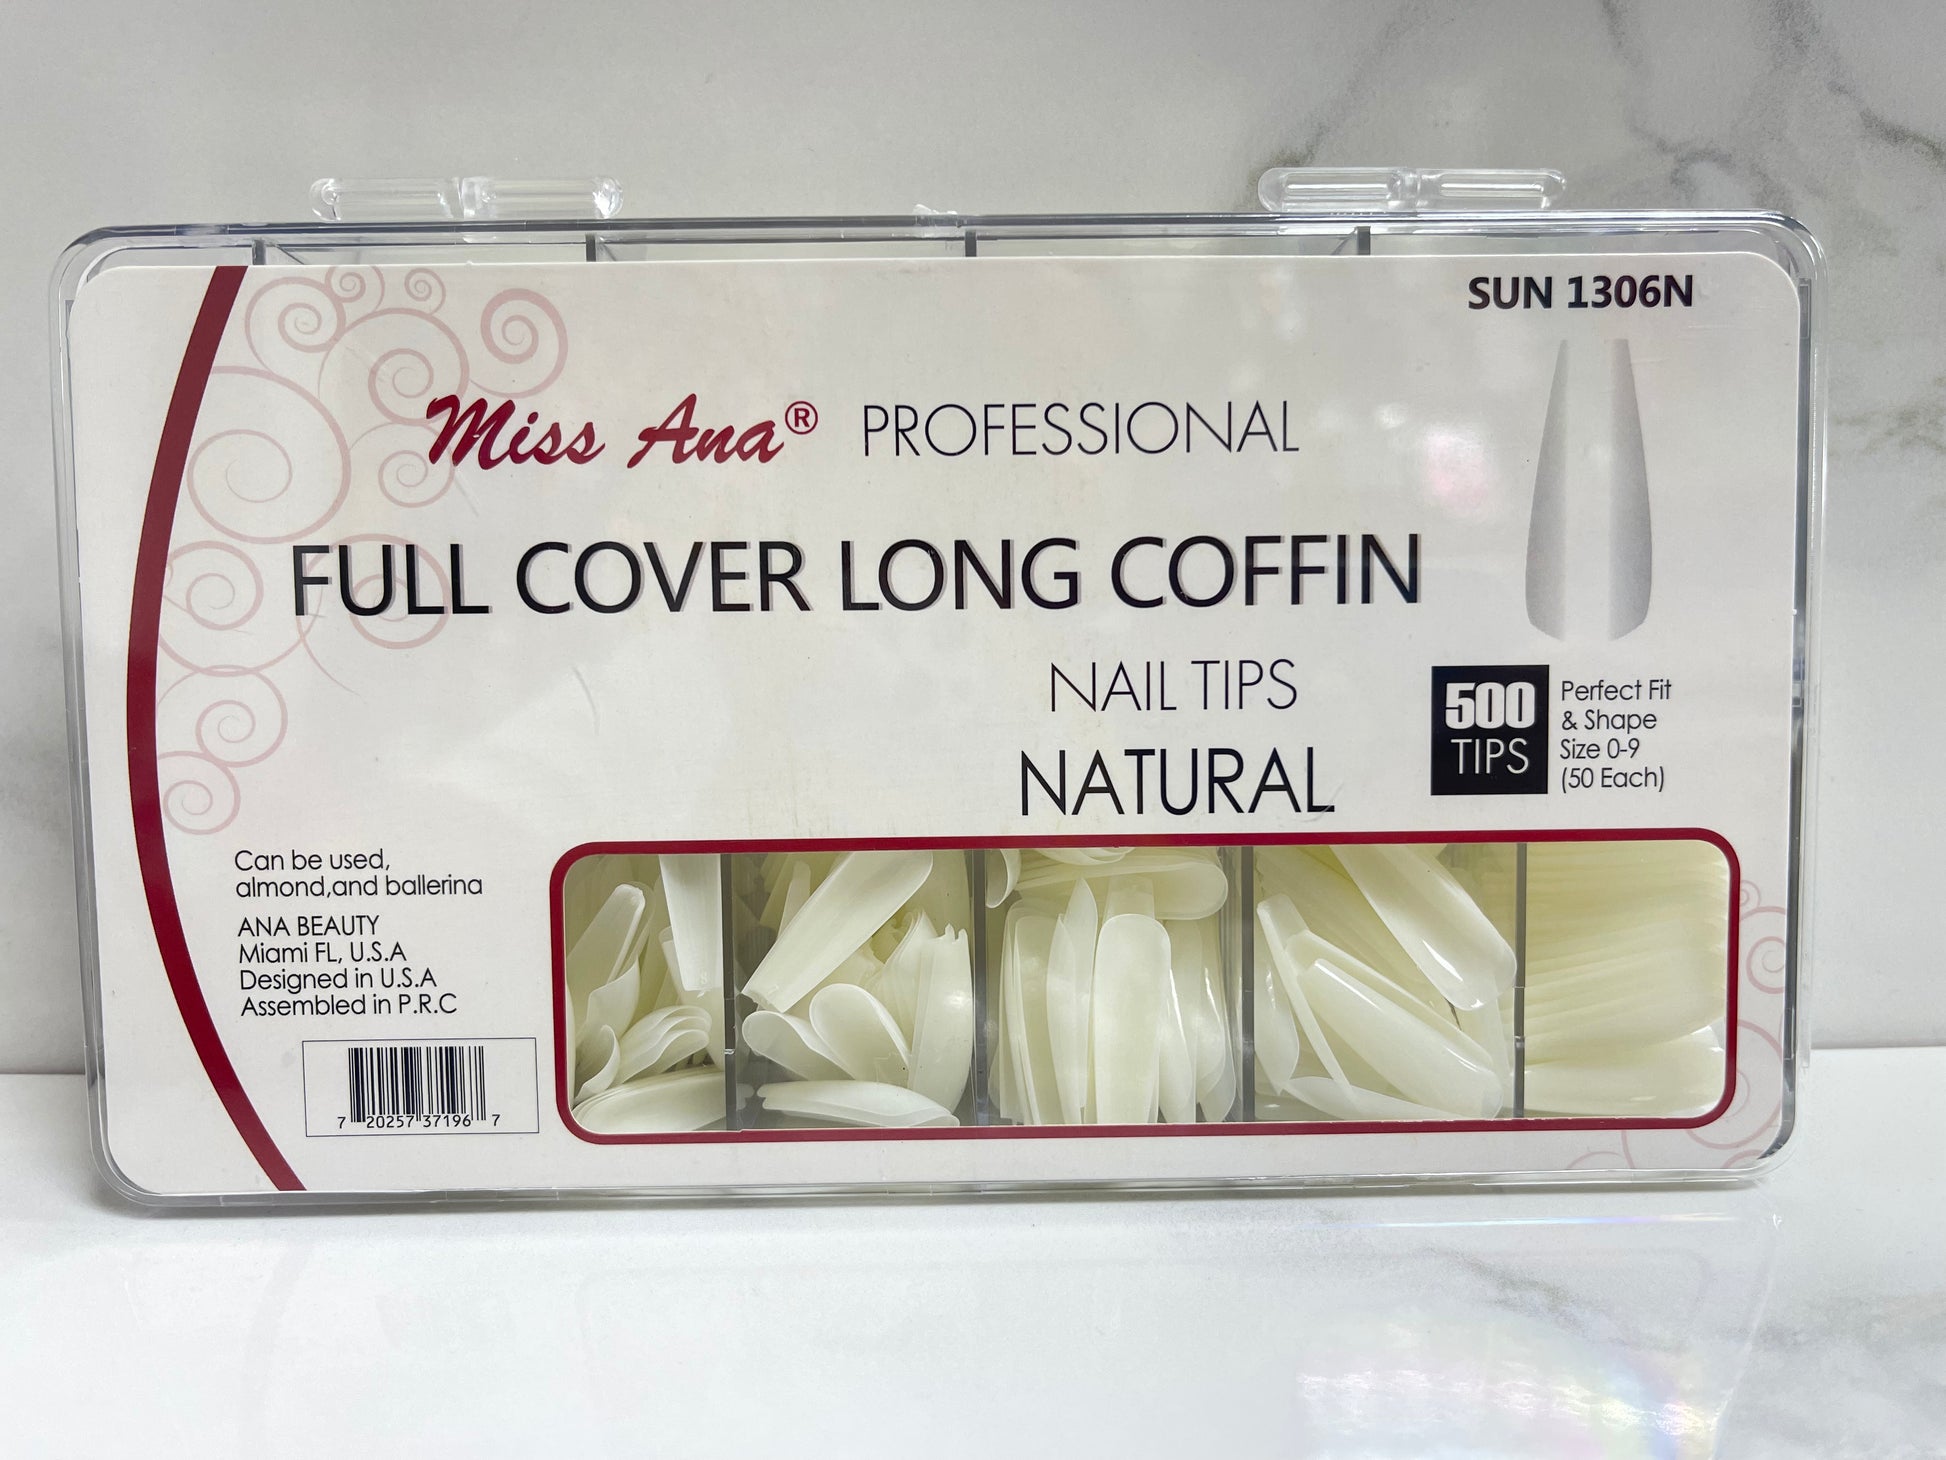 SUN 1306N
Miss Ana® PROFESSIONAL
FULL COVER LONG COFFIN
NAIL TIPS
NATURAL
500
TIPS
Perfect Fit
& Shape
Size 0-9
(50 Each)
Can be used,
almond,and ballerina
ANA BEAUTY
Miami FL, U.S.A
Designed in U.S.A
Assembled in P.R.C
7 20257 37196 7